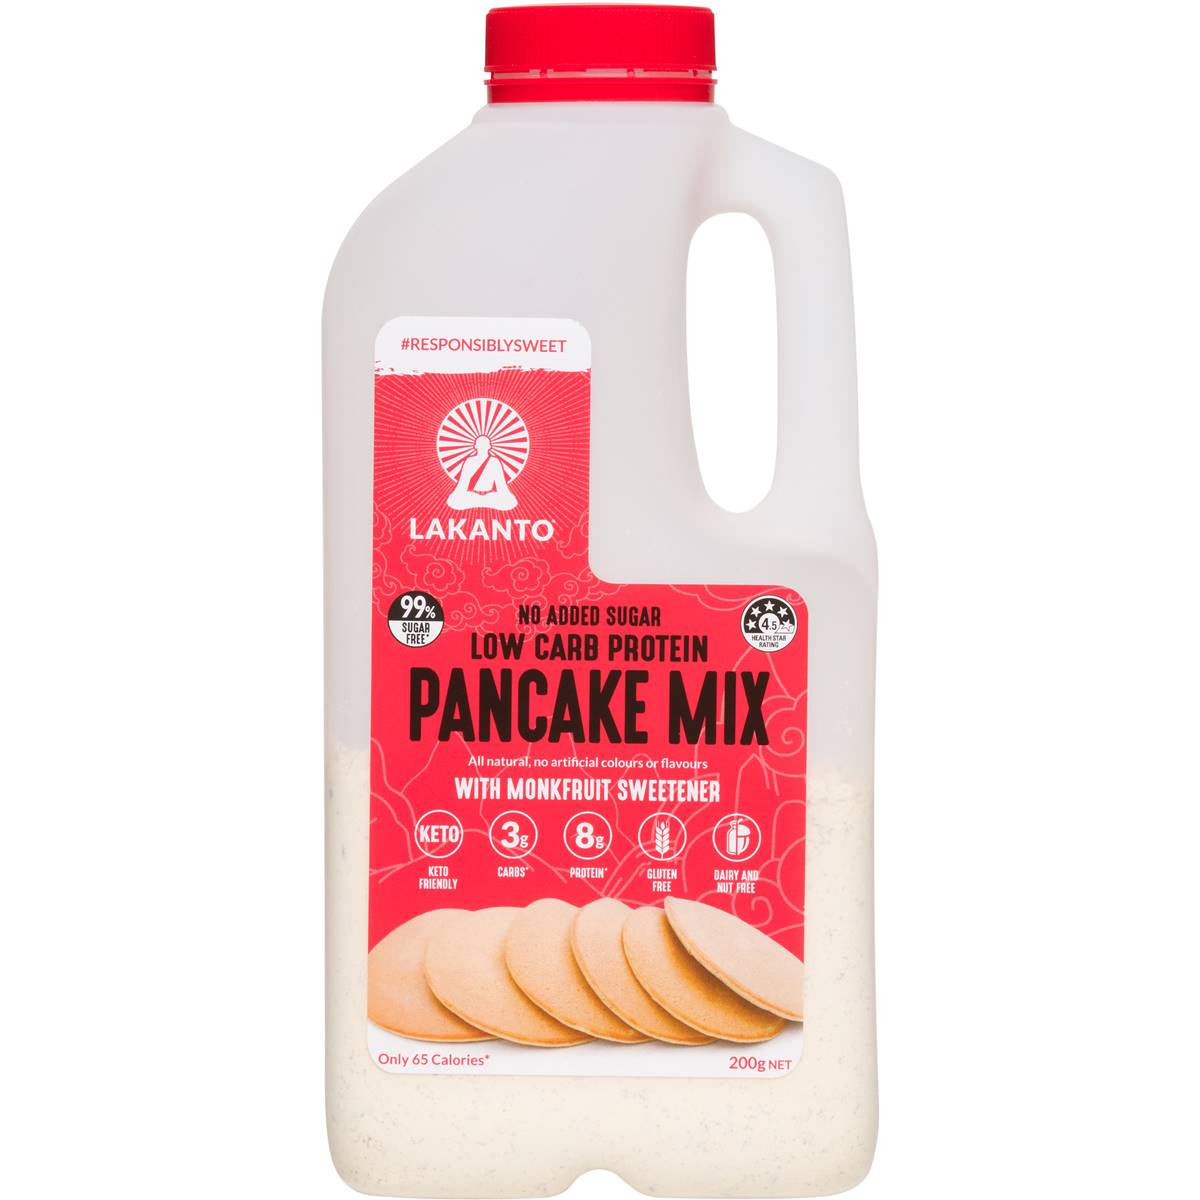 #RESPONSIBLYSWEET
LAKANTO
99%
SUGAR
FREE*
4.5
HEALTH STAR
RATING
NO ADDED SUGAR
LOW CARB PROTEIN
PANCAKE MIX
All natural, no artificial colours or flavours
WITH MONKFRUIT SWEETENER
KETO
KETO
FRIENDLY
3g
CARBS*
8g
PROTEIN*
GLUTEN
FREE
DAIRY AND
NUT FREE
Only 65 Calories*
200g NET